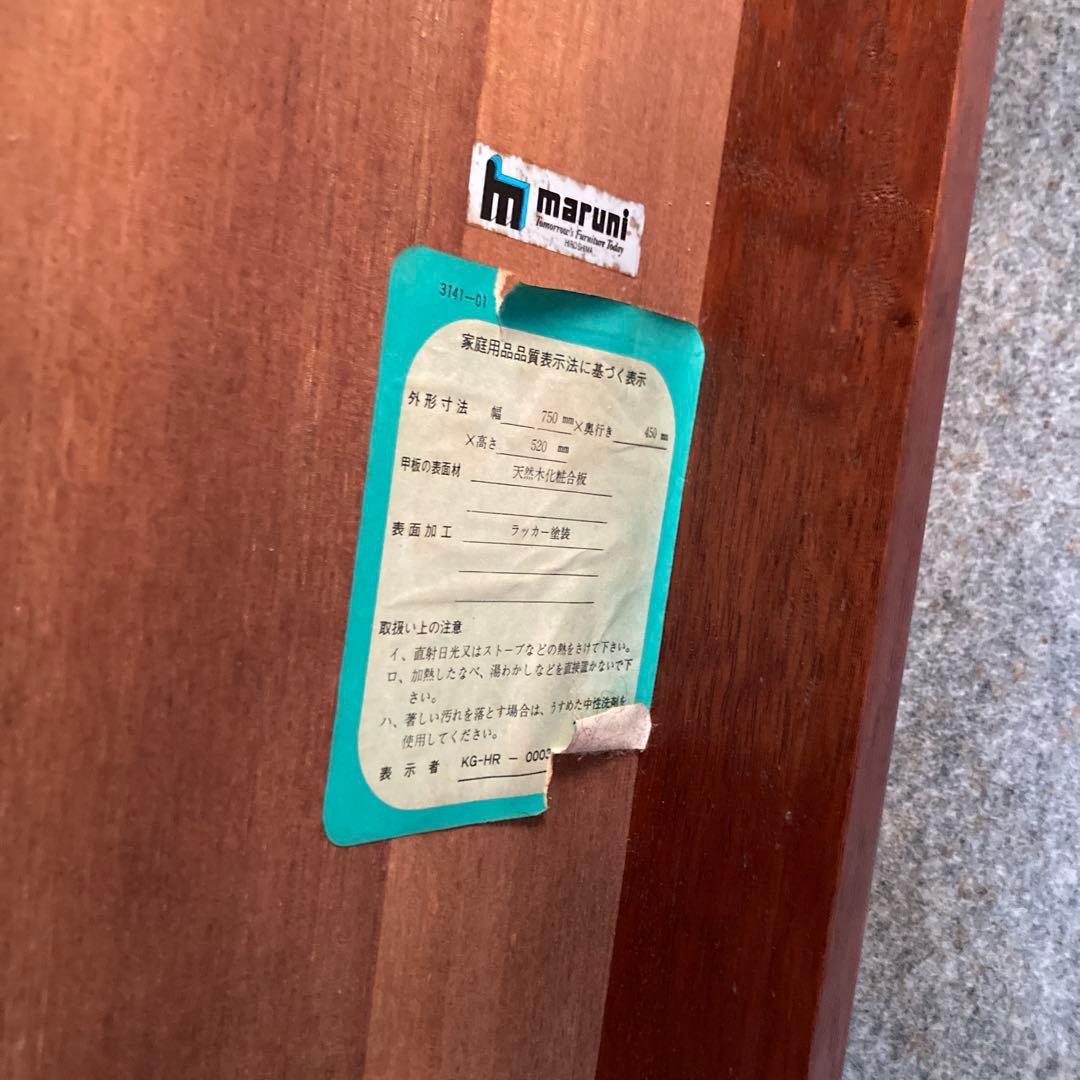 maruni
Tomorrow's Furniture Today
HIROSHIMA
3141-01
家庭用品品質表示法に基づく表示
外形寸法 幅 750 mm×奥行き 450 mm
×高さ 520 mm
甲板の表面材 天然木化粧合板
表面加工 ラッカー塗装
取扱い上の注意
イ、直射日光又はストーブなどの熱をさけて下さい。
ロ、加熱したなべ、湯わかしなどを直接置かないで下
さい。
ハ、著しい汚れを落とす場合は、うすめた中性洗剤を
使用してください。
表示者 KG-HR - 0003